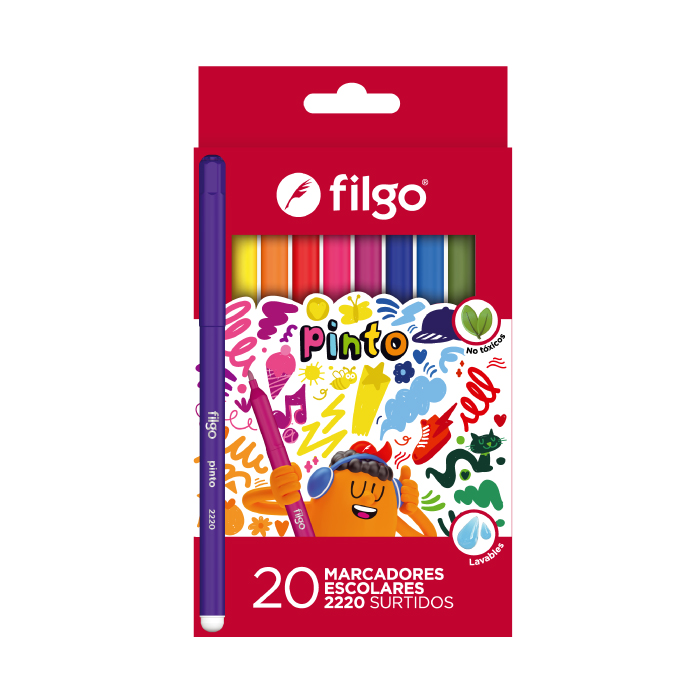 filgo®
pinto
No tóxicos
filgo
pinto
2220
filgo
Lavables
20 MARCADORES
ESCOLARES
2220 SURTIDOS